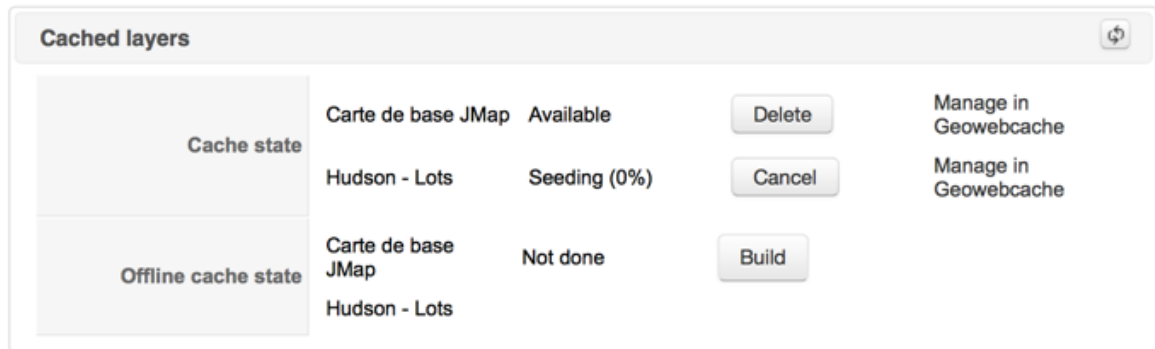 Cached layers
Cache state
Carte de base JMap Available Delete Manage in
Geowebcache
Hudson - Lots Seeding (0%) Cancel Manage in
Geowebcache
Offline cache state
Carte de base
JMap
Not done Build
Hudson - Lots